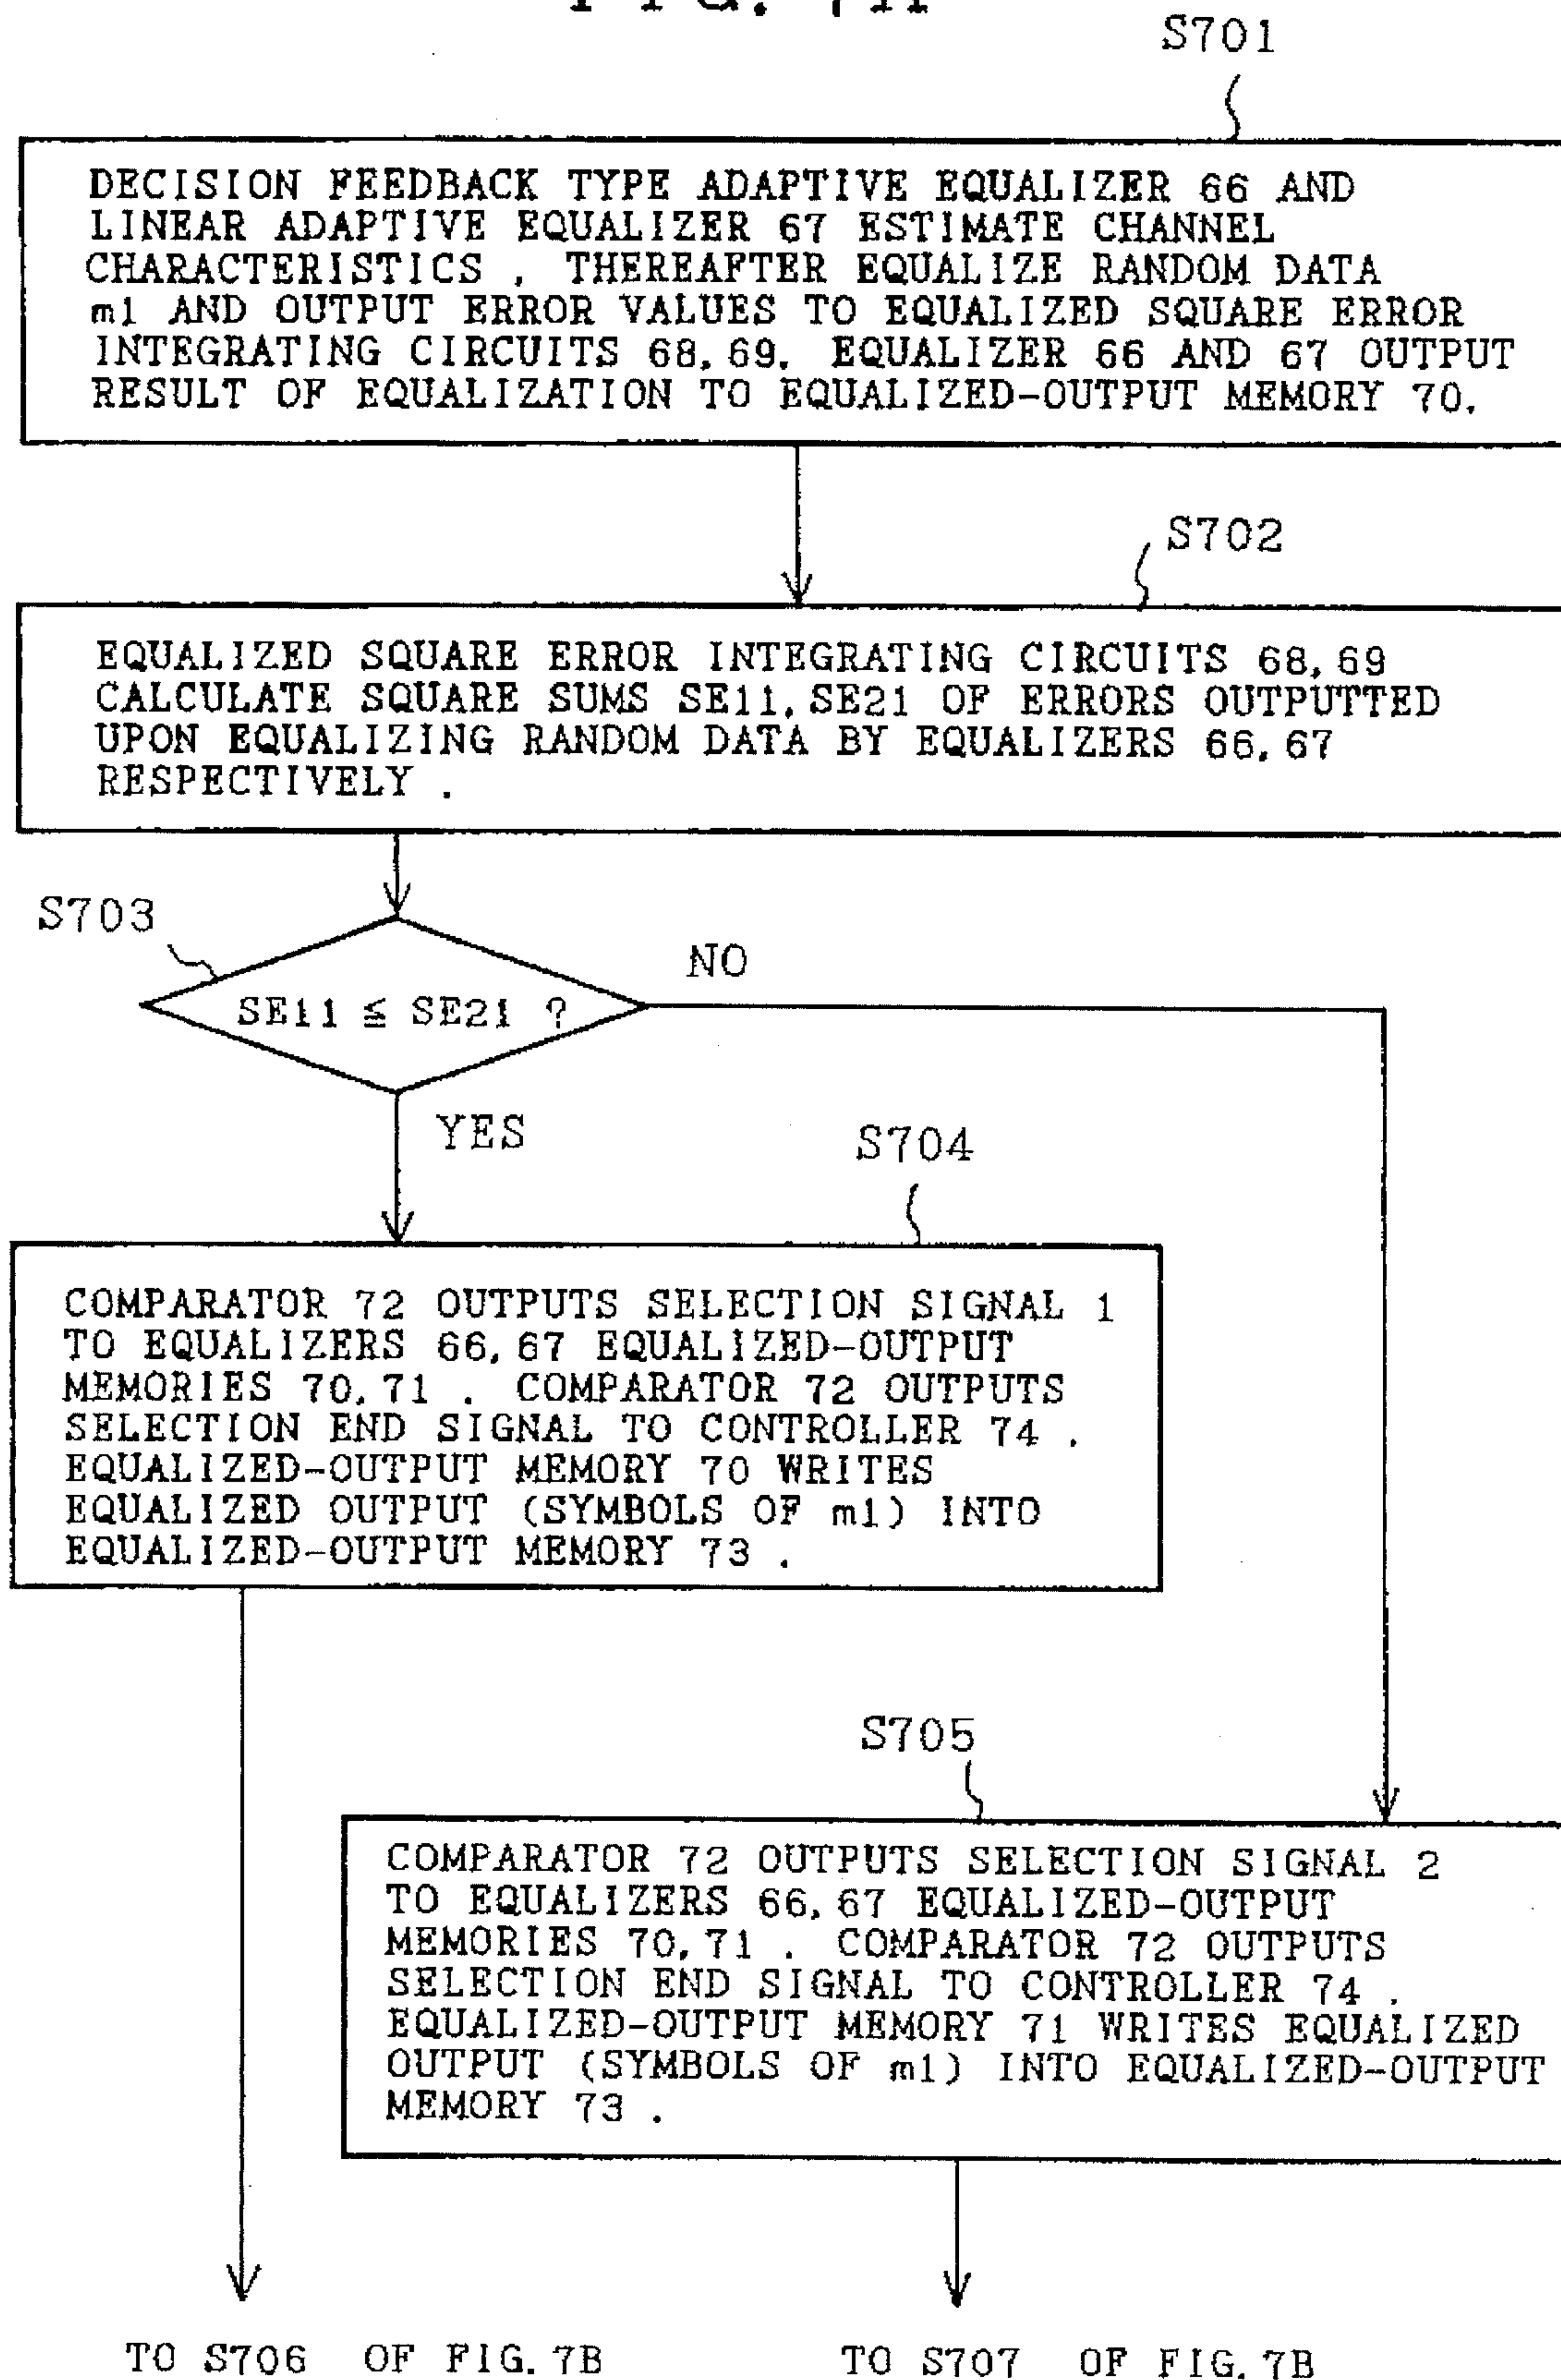 FIG. 7A
S701
DECISION FEEDBACK TYPE ADAPTIVE EQUALIZER 66 AND
LINEAR ADAPTIVE EQUALIZER 67 ESTIMATE CHANNEL
CHARACTERISTICS , THEREAFTER EQUALIZE RANDOM DATA
m1 AND OUTPUT ERROR VALUES TO EQUALIZED SQUARE ERROR
INTEGRATING CIRCUITS 68,69. EQUALIZER 66 AND 67 OUTPUT
RESULT OF EQUALIZATION TO EQUALIZED-OUTPUT MEMORY 70.
S702
EQUALIZED SQUARE ERROR INTEGRATING CIRCUITS 68,69
CALCULATE SQUARE SUMS SE11,SE21 OF ERRORS OUTPUTTED
UPON EQUALIZING RANDOM DATA BY EQUALIZERS 66,67
RESPECTIVELY .
S703
SE11 ≦ SE21 ?
NO
YES
S704
COMPARATOR 72 OUTPUTS SELECTION SIGNAL 1
TO EQUALIZERS 66,67 EQUALIZED-OUTPUT
MEMORIES 70,71 . COMPARATOR 72 OUTPUTS
SELECTION END SIGNAL TO CONTROLLER 74 .
EQUALIZED-OUTPUT MEMORY 70 WRITES
EQUALIZED OUTPUT (SYMBOLS OF m1) INTO
EQUALIZED-OUTPUT MEMORY 73 .
S705
COMPARATOR 72 OUTPUTS SELECTION SIGNAL 2
TO EQUALIZERS 66,67 EQUALIZED-OUTPUT
MEMORIES 70,71 . COMPARATOR 72 OUTPUTS
SELECTION END SIGNAL TO CONTROLLER 74 .
EQUALIZED-OUTPUT MEMORY 71 WRITES EQUALIZED
OUTPUT (SYMBOLS OF m1) INTO EQUALIZED-OUTPUT
MEMORY 73 .
TO S706 OF FIG.7B
TO S707 OF FIG.7B